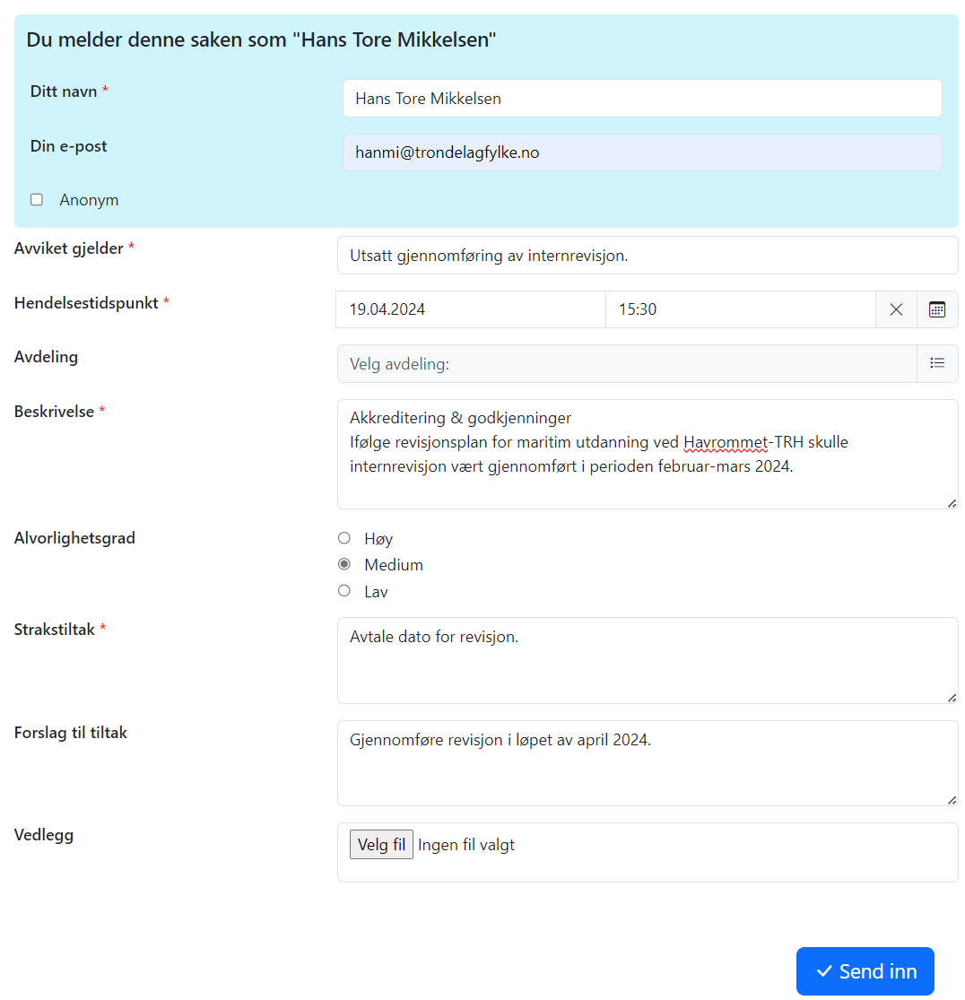 Du melder denne saken som "Hans Tore Mikkelsen"
Ditt navn *
Hans Tore Mikkelsen
Din e-post
hanmi@trondelagfylke.no
Anonym
Avviket gjelder *
Utsatt gjennomføring av internrevisjon.
Hendelsestidspunkt *
19.04.2024
15:30
Avdeling
Velg avdeling:
Beskrivelse *
Akkreditering & godkjenninger
Ifølge revisjonsplan for maritim utdanning ved Havrommet-TRH skulle
internrevisjon vært gjennomført i perioden februar-mars 2024.
Alvorlighetsgrad
Høy
Medium
Lav
Strakstiltak *
Avtale dato for revisjon.
Forslag til tiltak
Gjennomføre revisjon i løpet av april 2024.
Vedlegg
Velg fil Ingen fil valgt
Send inn